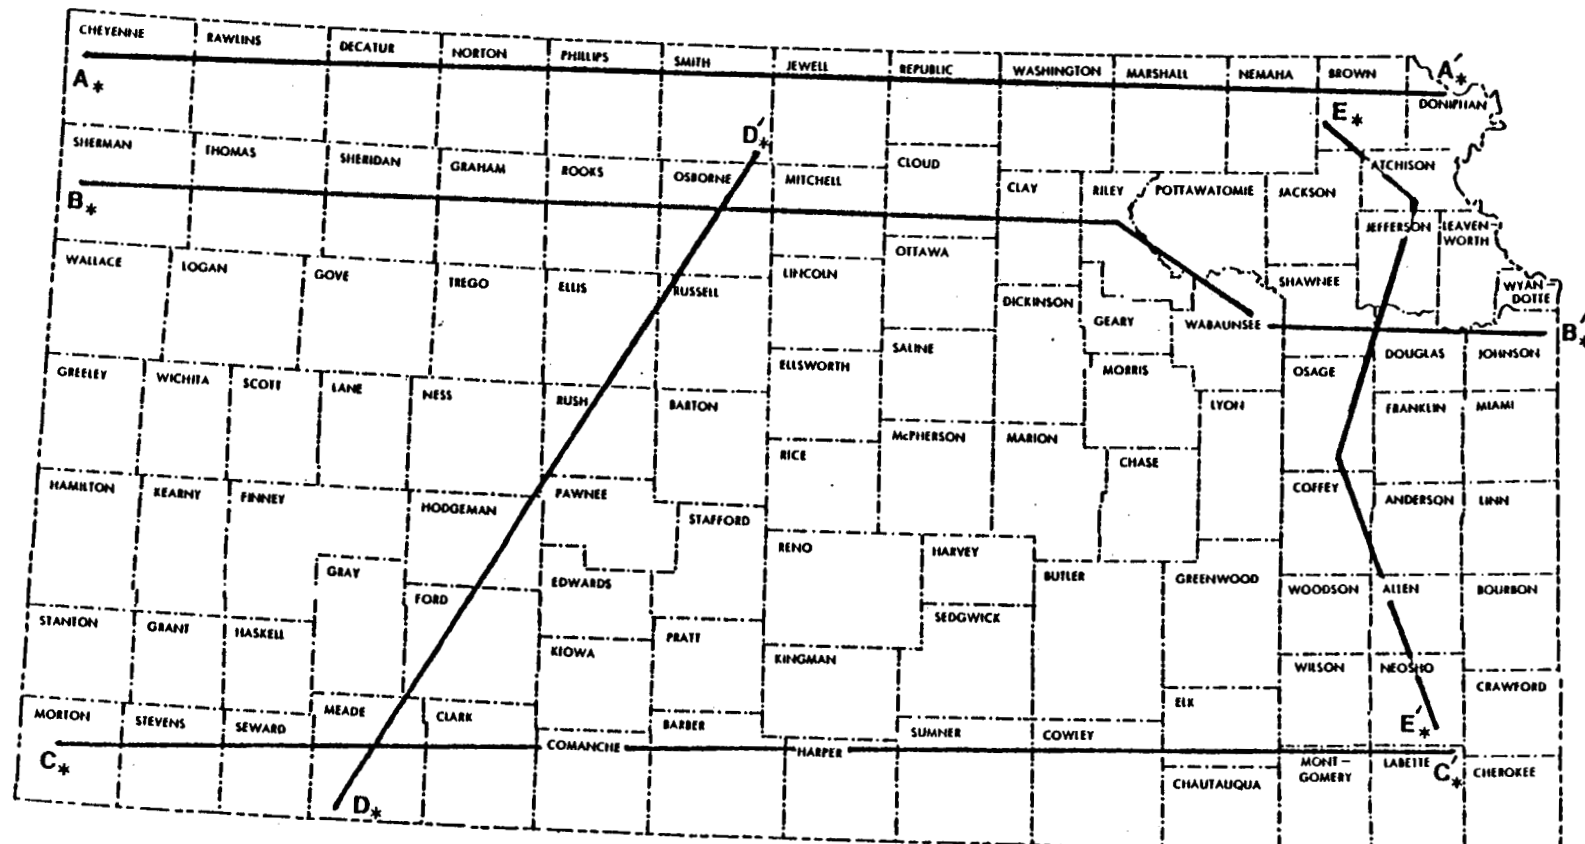 CHEYENNE RAWLINS DECATUR NORTON PHILLIPS SMITH JEWELL REPUBLIC WASHINGTON MARSHALL NEMAHA BROWN A'*
A* DONIPHAN
E*
D'*
SHERMAN THOMAS SHERIDAN GRAHAM ROOKS OSBORNE MITCHELL CLOUD CLAY RILEY POTTAWATOMIE JACKSON ATCHISON
B* JEFFERSON LEAVEN-
WORTH
WALLACE LOGAN GOVE TREGO ELLIS RUSSELL LINCOLN OTTAWA DICKINSON GEARY WABAUNSEE SHAWNEE WYAN-
DOTTE
B'*
GREELEY WICHITA SCOTT LANE NESS RUSH BARTON ELLSWORTH SALINE MORRIS LYON OSAGE DOUGLAS JOHNSON
FRANKLIN MIAMI
HAMILTON KEARNY FINNEY HODGEMAN PAWNEE STAFFORD RICE McPHERSON MARION CHASE COFFEY ANDERSON LINN
GRAY FORD EDWARDS RENO HARVEY BUTLER GREENWOOD WOODSON ALLEN BOURBON
STANTON GRANT HASKELL KIOWA PRATT KINGMAN SEDGWICK WILSON NEOSHO CRAWFORD
MORTON STEVENS SEWARD MEADE CLARK COMANCHE BARBER HARPER SUMNER COWLEY ELK E'*
C* MONT-
GOMERY LABETTE C'* CHEROKEE
CHAUTAUQUA
D*